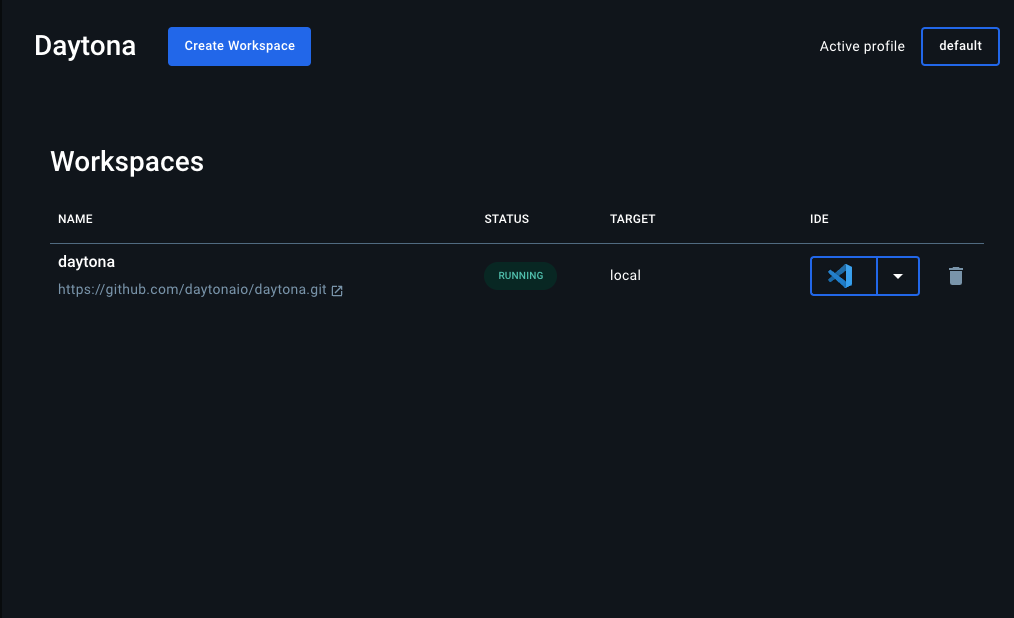 Daytona
Create Workspace
Active profile
default
Workspaces
NAME
STATUS
TARGET
IDE
daytona
https://github.com/daytonaio/daytona.git
RUNNING
local